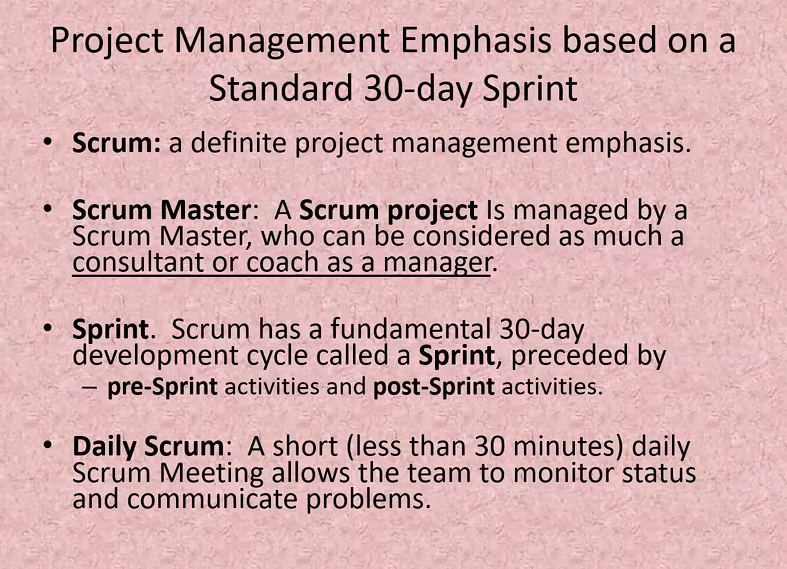 Project Management Emphasis based on a
Standard 30-day Sprint
• Scrum: a definite project management emphasis.
• Scrum Master:  A Scrum project Is managed by a
Scrum Master, who can be considered as much a
consultant or coach as a manager.
• Sprint.  Scrum has a fundamental 30-day
development cycle called a Sprint, preceded by
– pre-Sprint activities and post-Sprint activities.
• Daily Scrum:  A short (less than 30 minutes) daily
Scrum Meeting allows the team to monitor status
and communicate problems.